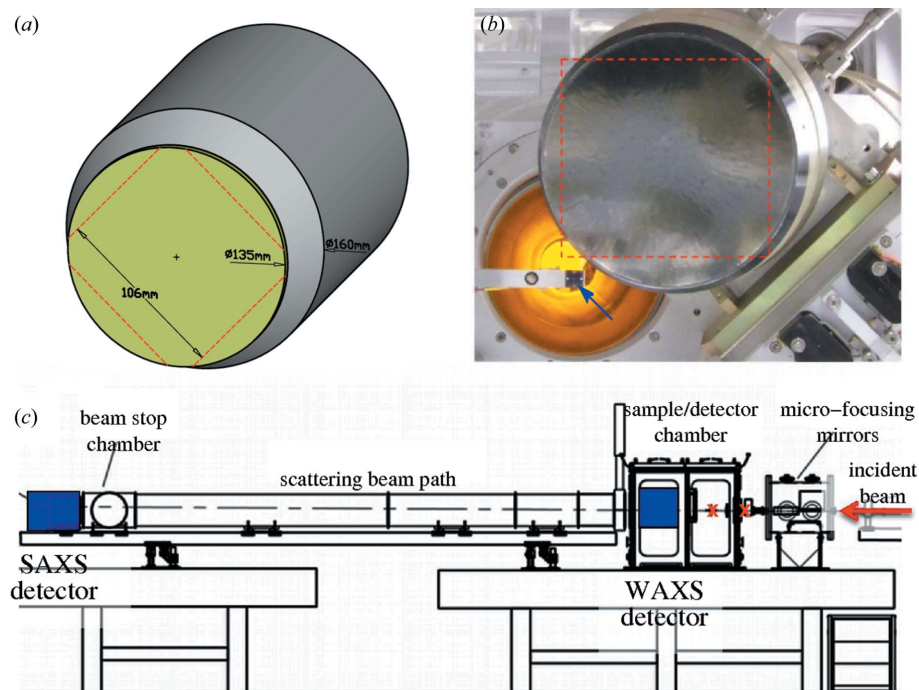 (a)
(b)
Ø135mm
Ø160mm
106mm
(c)
beam stop
chamber
scattering beam path
sample/detector
chamber
micro-focusing
mirrors
incident
beam
SAXS
detector
WAXS
detector